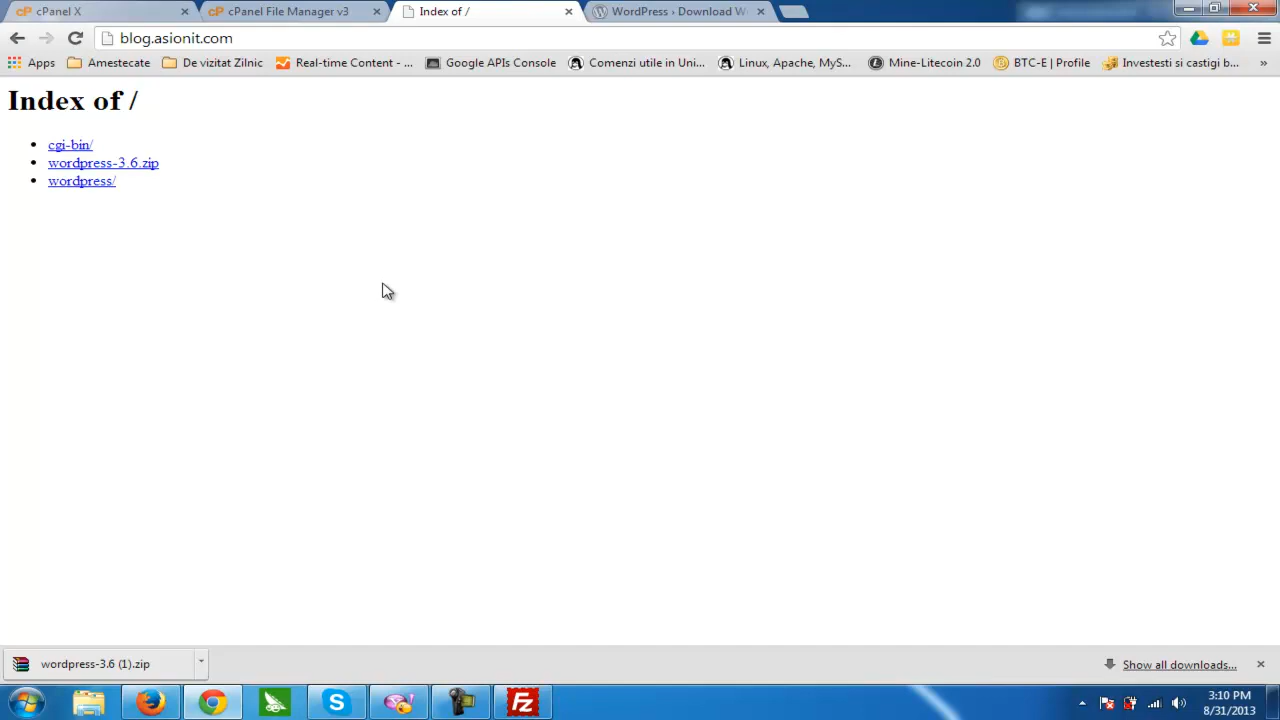 cPanel X
cPanel File Manager v3
Index of /
WordPress › Download W
blog.asionit.com
Apps
Amestecate
De vizitat Zilnic
Real-time Content - ...
Google APIs Console
Comenzi utile in Uni...
Linux, Apache, MyS...
Mine-Litecoin 2.0
BTC-E | Profile
Investesti si castigi b...
»
Index of /
cgi-bin/
wordpress-3.6.zip
wordpress/
wordpress-3.6 (1).zip
Show all downloads...
3:10 PM
8/31/2013